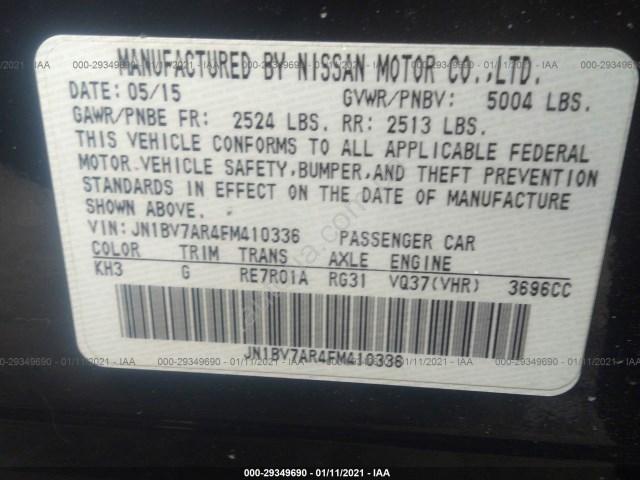 MANUFACTURED BY NISSAN MOTOR CO.,LTD.
DATE: 05/15 GVWR/PNBV: 5004 LBS.
GAWR/PNBE FR: 2524 LBS. RR: 2513 LBS.
THIS VEHICLE CONFORMS TO ALL APPLICABLE FEDERAL
MOTOR VEHICLE SAFETY,BUMPER,AND THEFT PREVENTION
STANDARDS IN EFFECT ON THE DATE OF MANUFACTURE
SHOWN ABOVE.
VIN: JN1BV7AR4FM410336 PASSENGER CAR
COLOR TRIM TRANS AXLE ENGINE
KH3 G RE7R01A RG31 VQ37(VHR) 3696CC
JN1BV7AR4FM410336
000-29349690 - 01/11/2021 - IAA